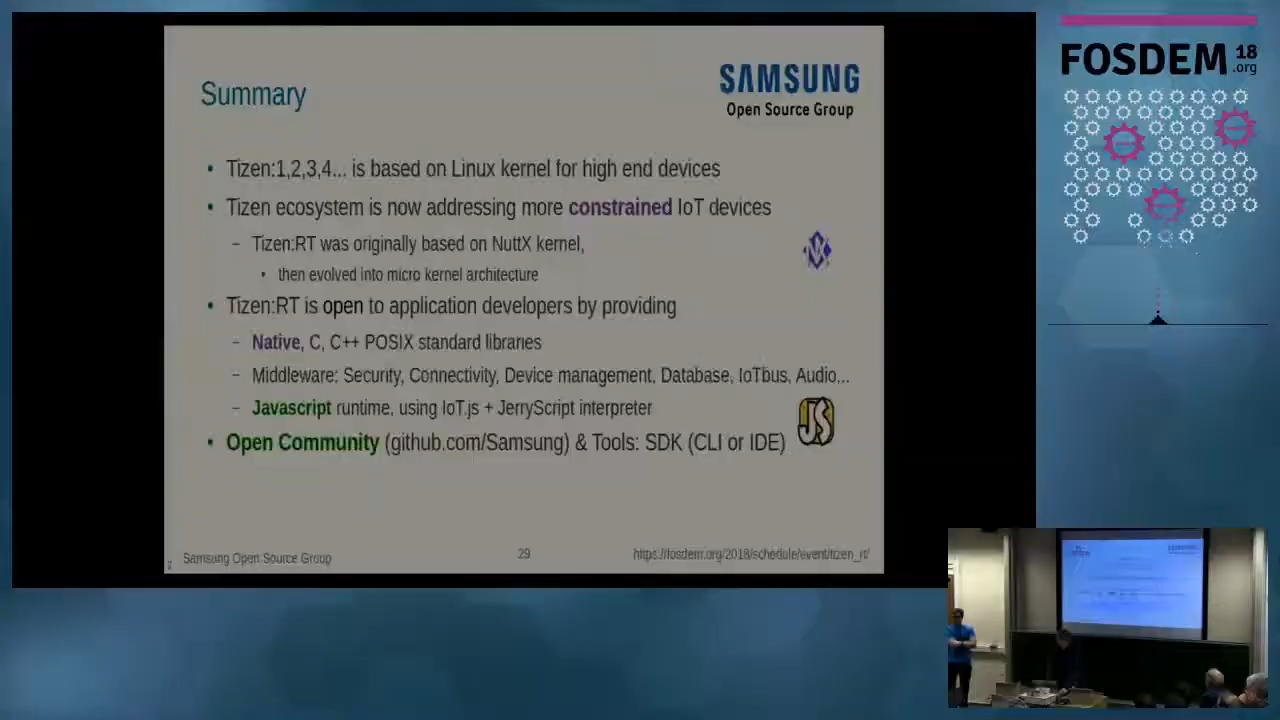 Summary
SAMSUNG
Open Source Group
• Tizen:1,2,3,4... is based on Linux kernel for high end devices
• Tizen ecosystem is now addressing more constrained IoT devices
– Tizen:RT was originally based on NuttX kernel,
• then evolved into micro kernel architecture
• Tizen:RT is open to application developers by providing
– Native, C, C++ POSIX standard libraries
– Middleware: Security, Connectivity, Device management, Database, IoTbus, Audio...
– Javascript runtime, using IoT.js + JerryScript interpreter
JS
• Open Community (github.com/Samsung) & Tools: SDK (CLI or IDE)
Samsung Open Source Group
29
https://fosdem.org/2018/schedule/event/tizen_rt/
FOSDEM 18
.org